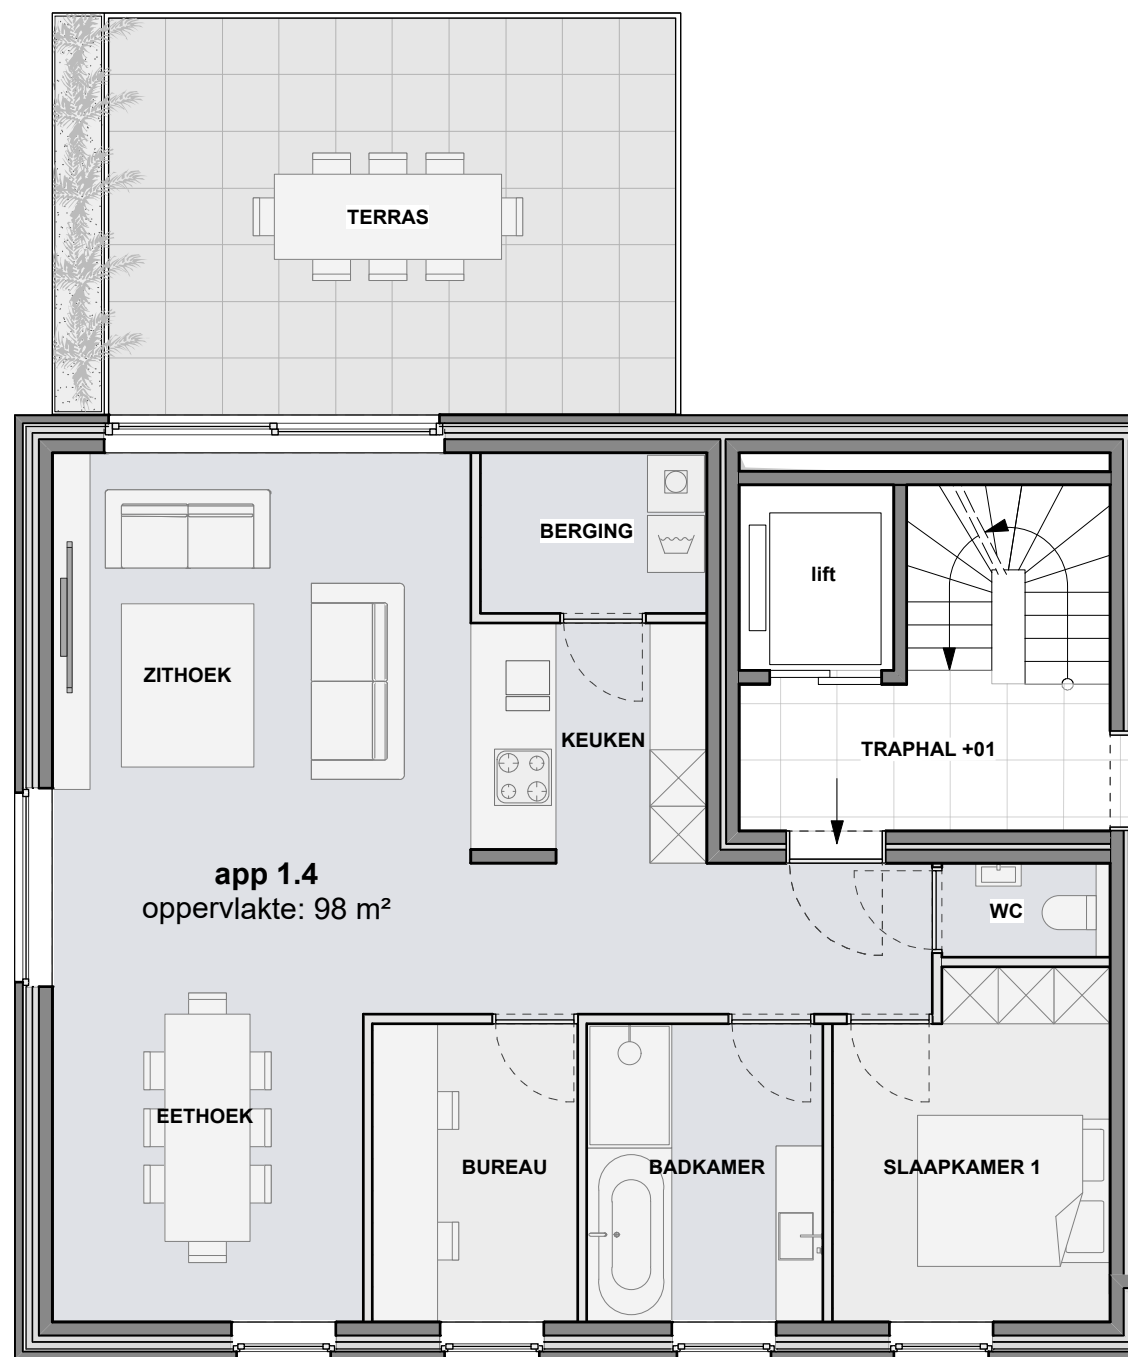 TERRAS
BERGING
lift
ZITHOEK
KEUKEN
TRAPHAL +01
app 1.4
oppervlakte: 98 m²
WC
EETHOEK
BUREAU
BADKAMER
SLAAPKAMER 1